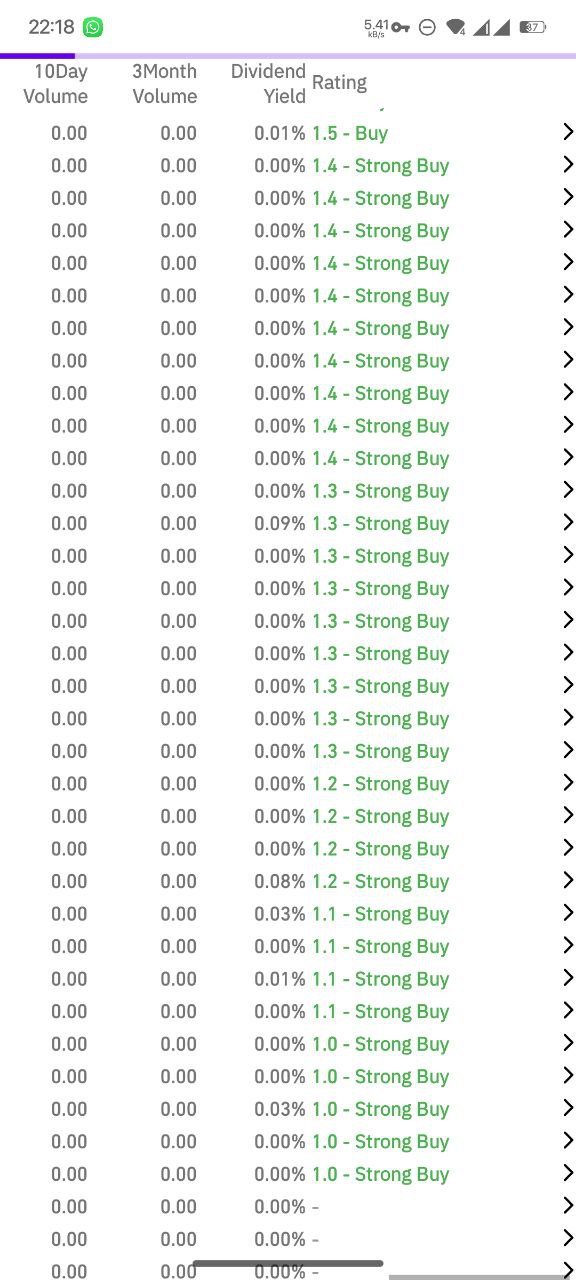 22:18 5.41 kB/s 4 37
10Day Volume 3Month Volume Dividend Yield Rating
0.00 0.00 0.01% 1.5 - Buy
0.00 0.00 0.00% 1.4 - Strong Buy
0.00 0.00 0.00% 1.4 - Strong Buy
0.00 0.00 0.00% 1.4 - Strong Buy
0.00 0.00 0.00% 1.4 - Strong Buy
0.00 0.00 0.00% 1.4 - Strong Buy
0.00 0.00 0.00% 1.4 - Strong Buy
0.00 0.00 0.00% 1.4 - Strong Buy
0.00 0.00 0.00% 1.4 - Strong Buy
0.00 0.00 0.00% 1.4 - Strong Buy
0.00 0.00 0.00% 1.4 - Strong Buy
0.00 0.00 0.00% 1.3 - Strong Buy
0.00 0.00 0.09% 1.3 - Strong Buy
0.00 0.00 0.00% 1.3 - Strong Buy
0.00 0.00 0.00% 1.3 - Strong Buy
0.00 0.00 0.00% 1.3 - Strong Buy
0.00 0.00 0.00% 1.3 - Strong Buy
0.00 0.00 0.00% 1.3 - Strong Buy
0.00 0.00 0.00% 1.3 - Strong Buy
0.00 0.00 0.00% 1.3 - Strong Buy
0.00 0.00 0.00% 1.2 - Strong Buy
0.00 0.00 0.00% 1.2 - Strong Buy
0.00 0.00 0.00% 1.2 - Strong Buy
0.00 0.00 0.08% 1.2 - Strong Buy
0.00 0.00 0.03% 1.1 - Strong Buy
0.00 0.00 0.00% 1.1 - Strong Buy
0.00 0.00 0.01% 1.1 - Strong Buy
0.00 0.00 0.00% 1.1 - Strong Buy
0.00 0.00 0.00% 1.0 - Strong Buy
0.00 0.00 0.00% 1.0 - Strong Buy
0.00 0.00 0.03% 1.0 - Strong Buy
0.00 0.00 0.00% 1.0 - Strong Buy
0.00 0.00 0.00% 1.0 - Strong Buy
0.00 0.00 0.00% -
0.00 0.00 0.00% -
0.00 0.00 0.00% -